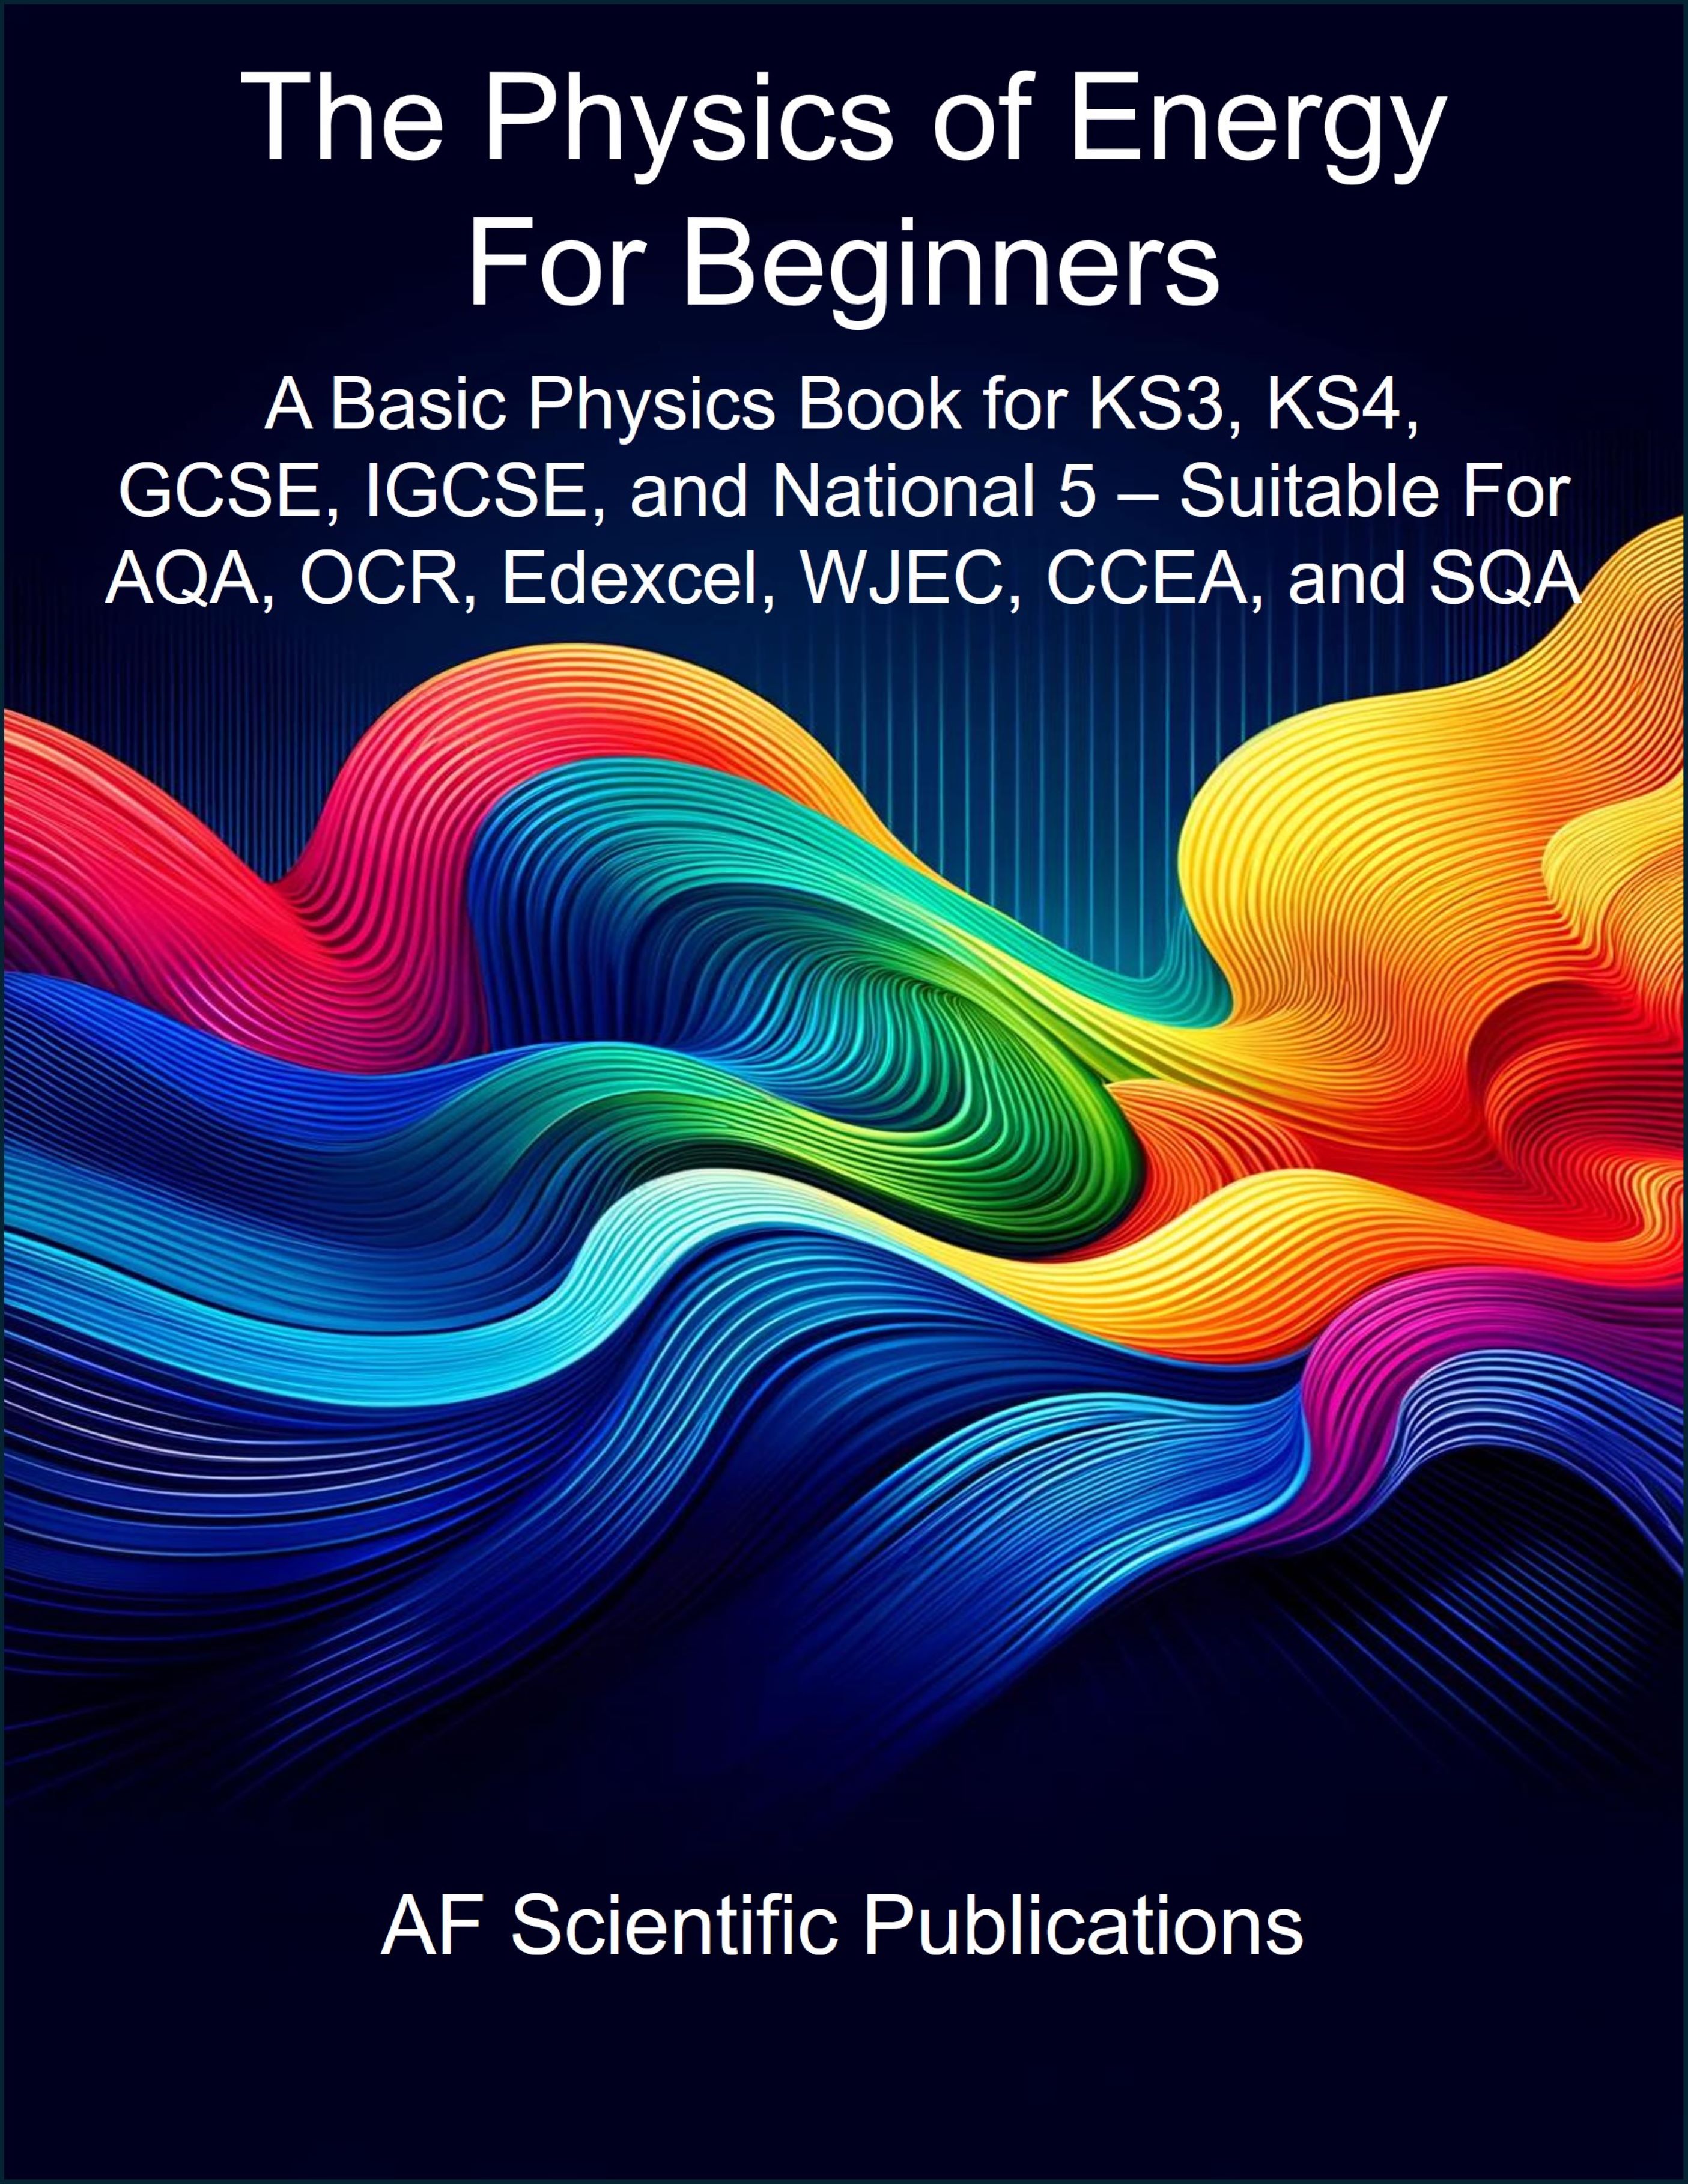 The Physics of Energy
For Beginners
A Basic Physics Book for KS3, KS4,
GCSE, IGCSE, and National 5 – Suitable For
AQA, OCR, Edexcel, WJEC, CCEA, and SQA
AF Scientific Publications